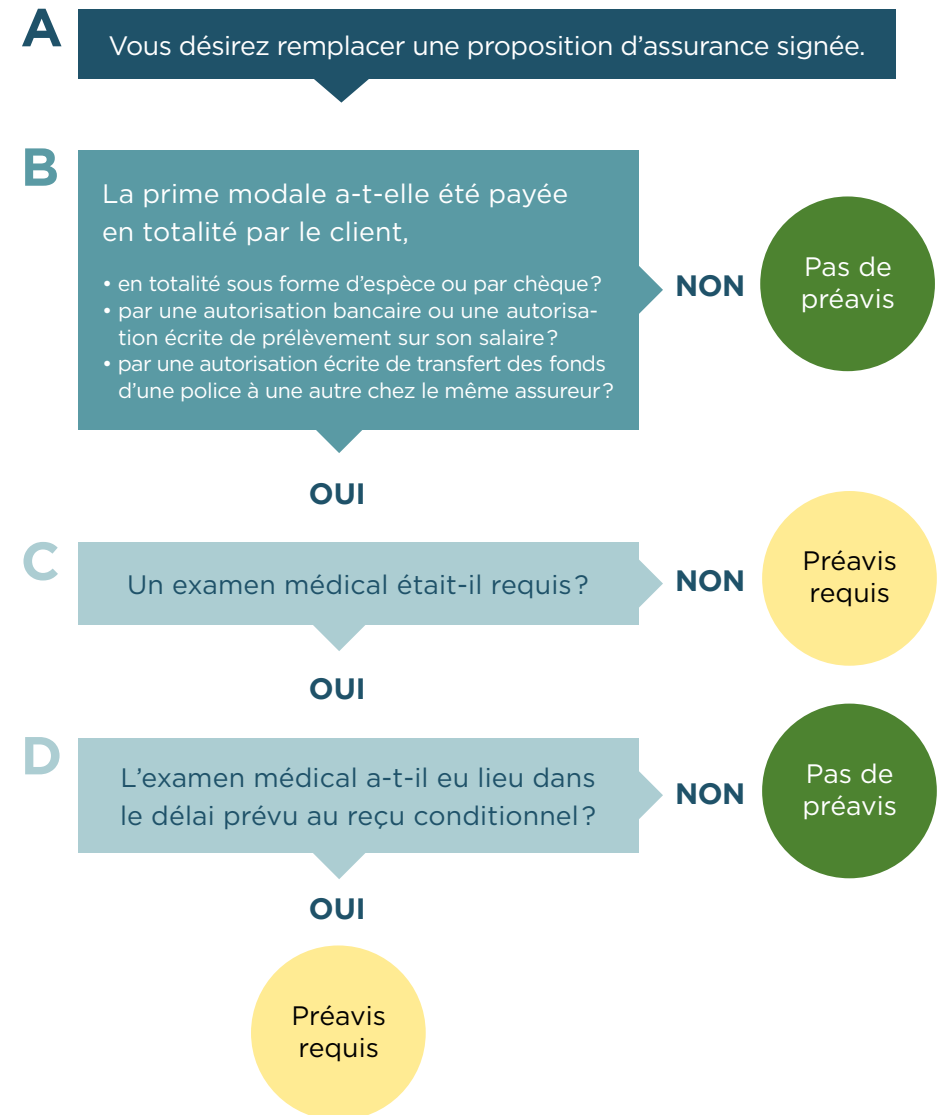 A
Vous désirez remplacer une proposition d’assurance signée.
B
La prime modale a-t-elle été payée
en totalité par le client,
• en totalité sous forme d’espèce ou par chèque ?
• par une autorisation bancaire ou une autorisa-
tion écrite de prélèvement sur son salaire ?
• par une autorisation écrite de transfert des fonds
d’une police à une autre chez le même assureur ?
NON
Pas de
préavis
OUI
C
Un examen médical était-il requis ?
NON
Préavis
requis
OUI
D
L’examen médical a-t-il eu lieu dans
le délai prévu au reçu conditionnel ?
NON
Pas de
préavis
OUI
Préavis
requis